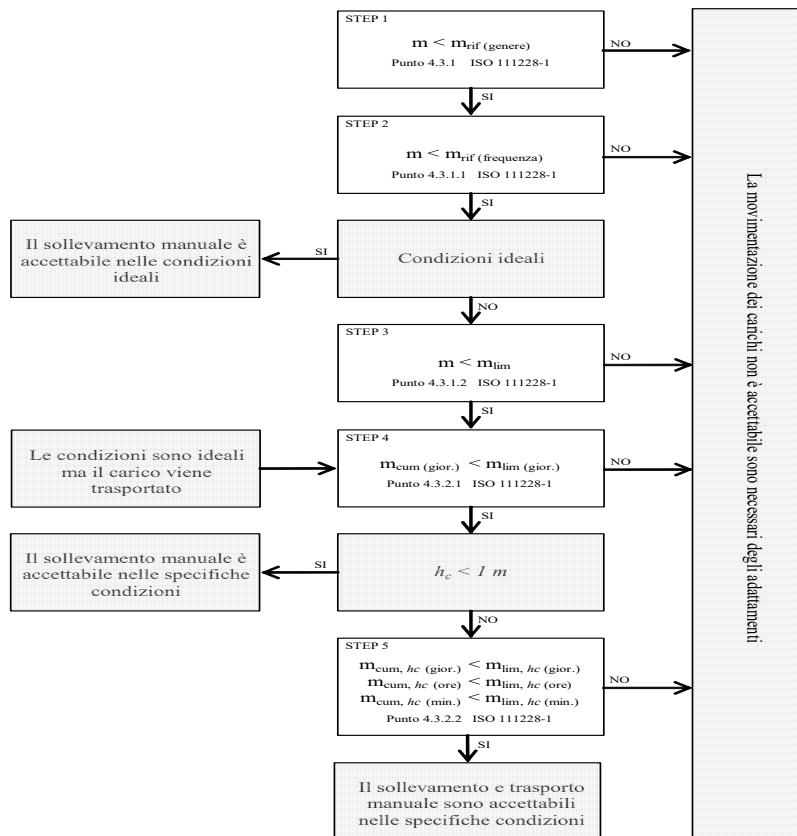 STEP 1
m < mrif (genere)
Punto 4.3.1 ISO 111228-1
NO
SI
STEP 2
m < mrif (frequenza)
Punto 4.3.1.1 ISO 111228-1
NO
SI
Il sollevamento manuale è
accettabile nelle condizioni
ideali
SI
Condizioni ideali
NO
STEP 3
m < mlim
Punto 4.3.1.2 ISO 111228-1
NO
SI
Le condizioni sono ideali
ma il carico viene
trasportato
STEP 4
mcum (gior.) < mlim (gior.)
Punto 4.3.2.1 ISO 111228-1
NO
SI
Il sollevamento manuale è
accettabile nelle specifiche
condizioni
SI
hc < 1 m
NO
STEP 5
mcum, hc (gior.) < mlim, hc (gior.)
mcum, hc (ore) < mlim, hc (ore)
mcum, hc (min.) < mlim, hc (min.)
Punto 4.3.2.2 ISO 111228-1
NO
SI
Il sollevamento e trasporto
manuale sono accettabili
nelle specifiche condizioni
La movimentazione dei carichi non è accettabile sono necessari degli adattamenti